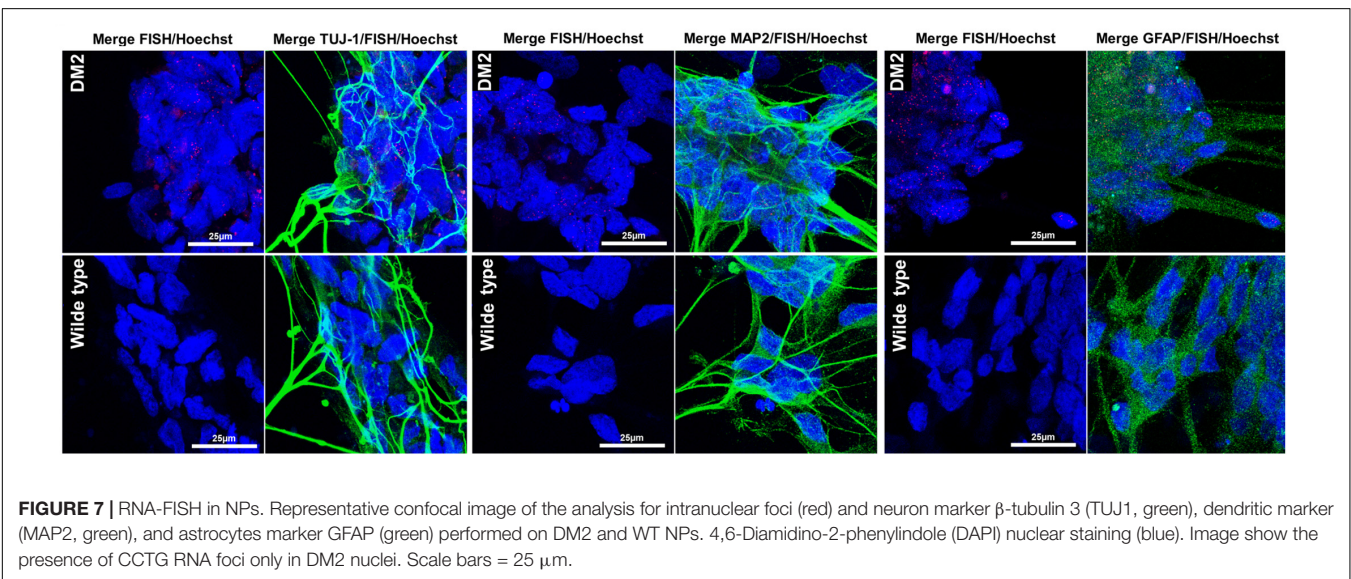 Merge FISH/Hoechst Merge TUJ-1/FISH/Hoechst Merge FISH/Hoechst Merge MAP2/FISH/Hoechst Merge FISH/Hoechst Merge GFAP/FISH/Hoechst
DM2 DM2 DM2
25μm 25μm 25μm
Wilde type Wilde type Wilde type
25μm 25μm 25μm
FIGURE 7 | RNA-FISH in NPs. Representative confocal image of the analysis for intranuclear foci (red) and neuron marker β-tubulin 3 (TUJ1, green), dendritic marker
(MAP2, green), and astrocytes marker GFAP (green) performed on DM2 and WT NPs. 4,6-Diamidino-2-phenylindole (DAPI) nuclear staining (blue). Image show the
presence of CCTG RNA foci only in DM2 nuclei. Scale bars = 25 μm.